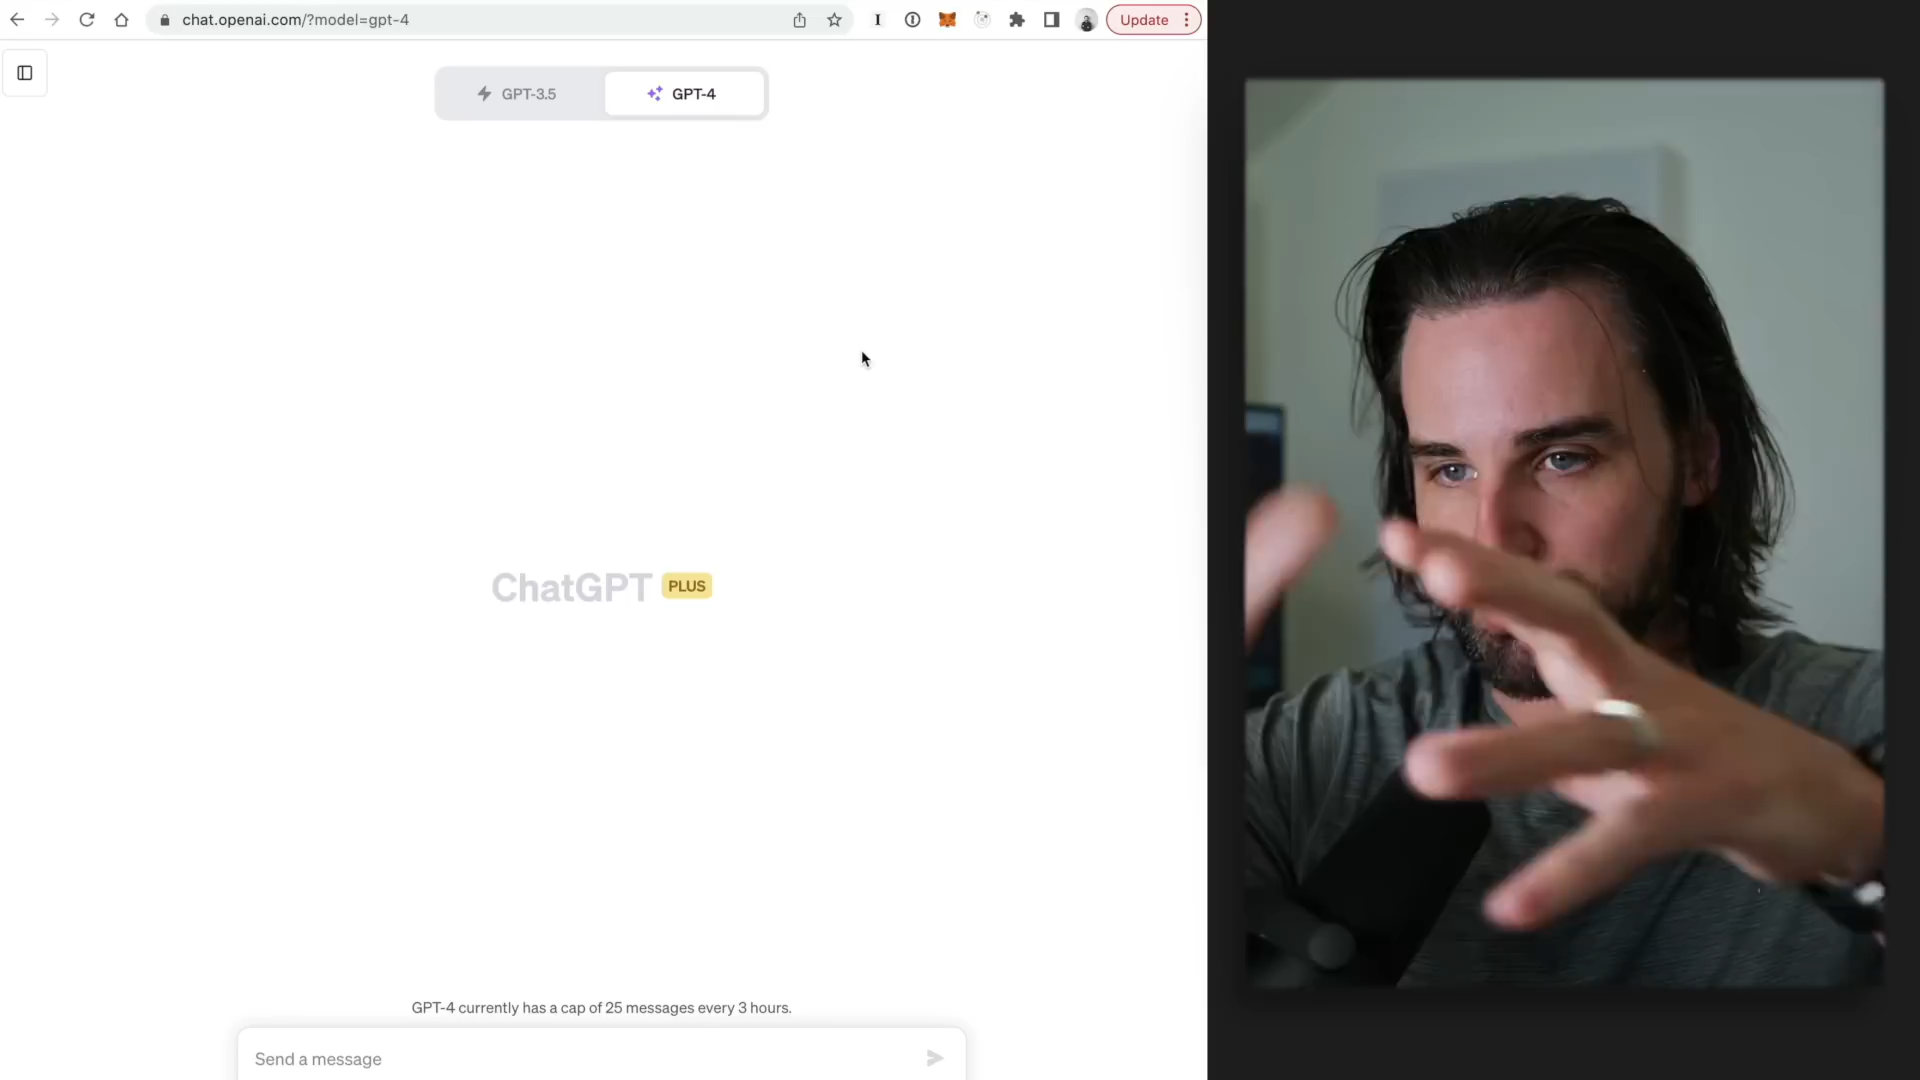 chat.openai.com/?model=gpt-4
Update
GPT-3.5
GPT-4
ChatGPT PLUS
GPT-4 currently has a cap of 25 messages every 3 hours.
Send a message